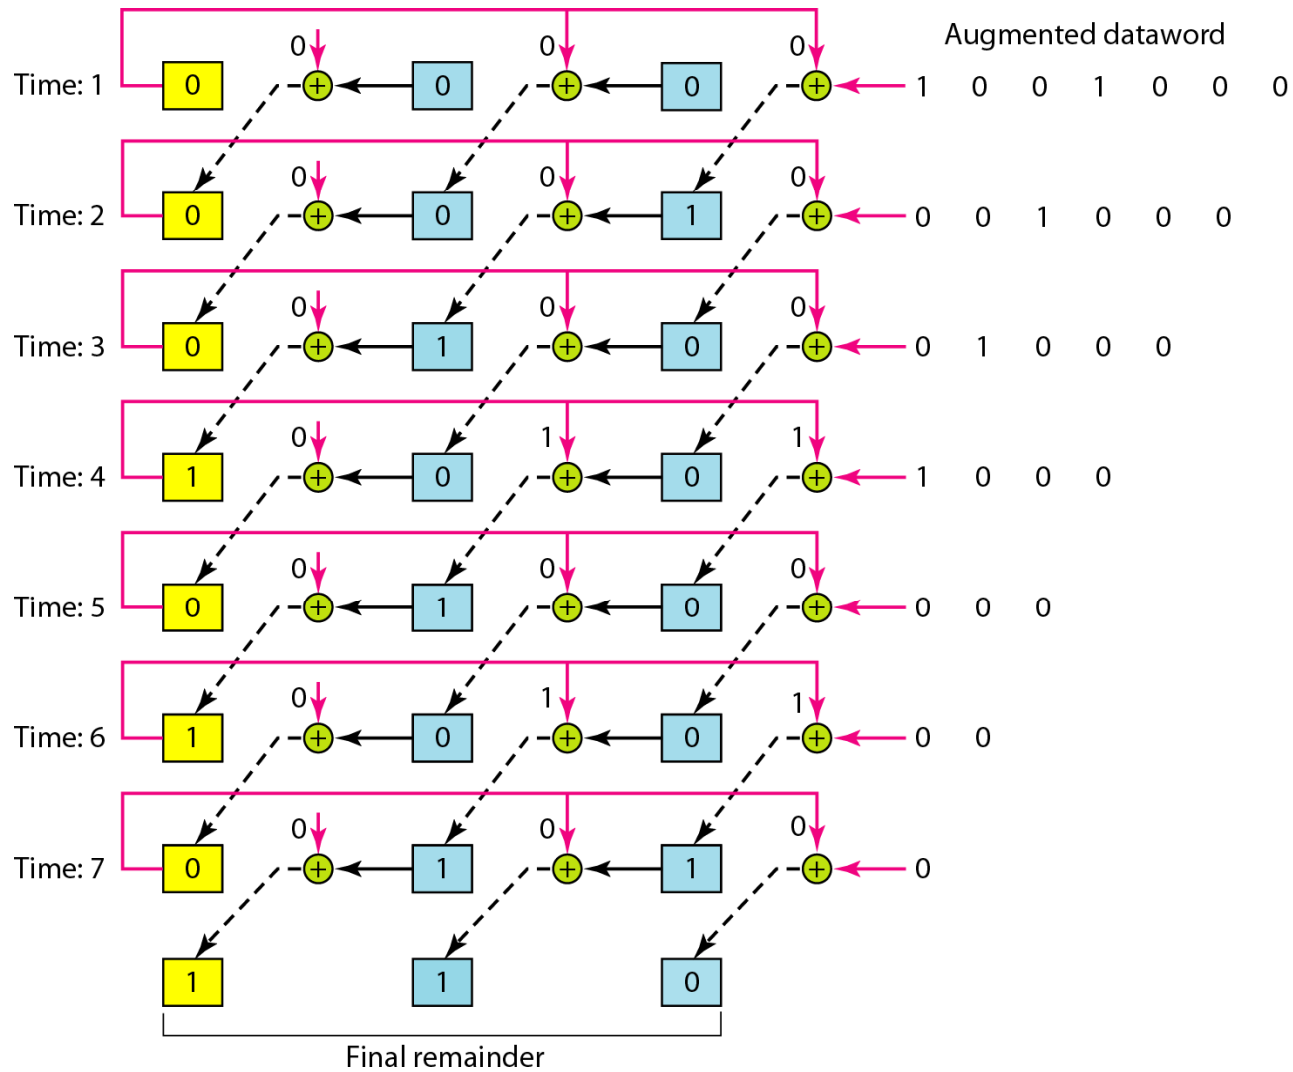 Augmented dataword
0 0 0
Time: 1 0 0 0 1 0 0 1 0 0 0
0 0 0
Time: 2 0 0 1 0 0 1 0 0 0
0 0 0
Time: 3 0 1 0 0 1 0 0 0
0 1 1
Time: 4 1 0 0 1 0 0 0
0 0 0
Time: 5 0 1 0 0 0 0
0 1 1
Time: 6 1 0 0 0 0
0 0 0
Time: 7 0 1 1 0
1 1 0
Final remainder